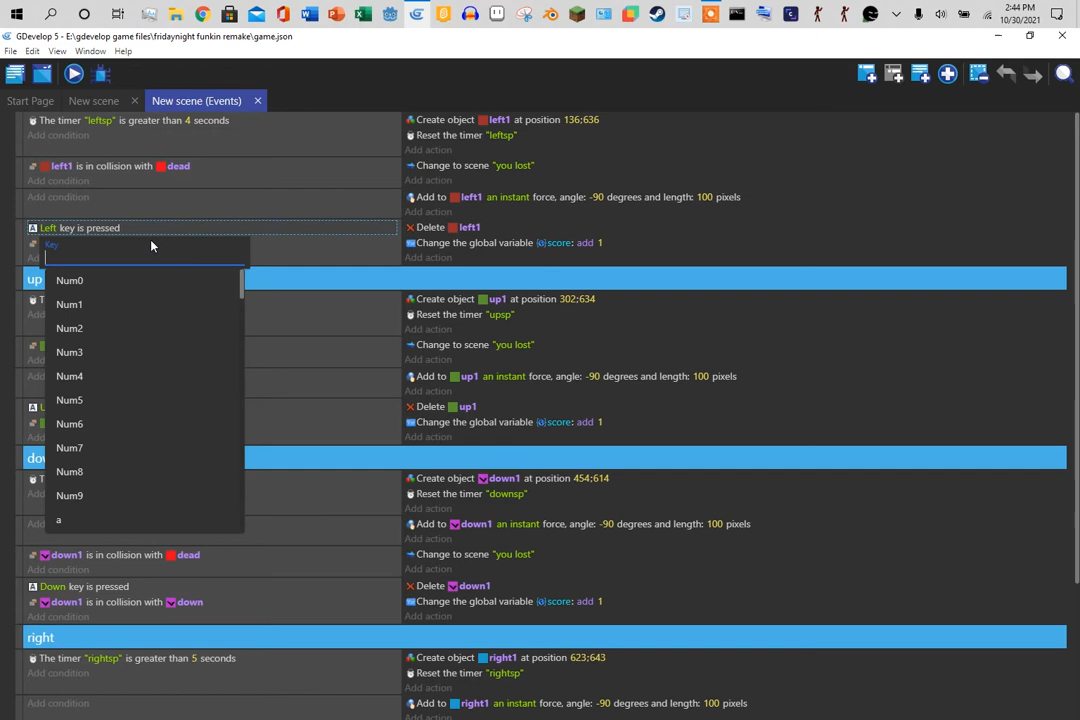 2:44 PM
10/30/2021
GDevelop 5 - E:\gdevelop game files\fridaynight funkin remake\game.json
File Edit View Window Help
Start Page New scene New scene (Events)
The timer "leftsp" is greater than 4 seconds
Create object left1 at position 136;636
Add condition
Reset the timer "leftsp"
Add action
left1 is in collision with dead
Change to scene "you lost"
Add condition
Add action
Add condition
Add to left1 an instant force, angle: -90 degrees and length: 100 pixels
Add action
Left key is pressed
Delete left1
Key
Change the global variable score: add 1
Add action
Num0
Num1
Num2
Num3
Num4
Num5
Num6
Num7
Num8
Num9
a
up
Create object up1 at position 302;634
Reset the timer "upsp"
Add action
Change to scene "you lost"
Add action
Add to up1 an instant force, angle: -90 degrees and length: 100 pixels
Add action
Delete up1
Change the global variable score: add 1
Add action
Create object down1 at position 454;614
Reset the timer "downsp"
Add action
Add to down1 an instant force, angle: -90 degrees and length: 100 pixels
Add action
down1 is in collision with dead
Change to scene "you lost"
Add condition
Add action
Down key is pressed
Delete down1
down1 is in collision with down
Change the global variable score: add 1
Add condition
Add action
right
The timer "rightsp" is greater than 5 seconds
Create object right1 at position 623;643
Add condition
Reset the timer "rightsp"
Add action
Add condition
Add to right1 an instant force, angle: -90 degrees and length: 100 pixels